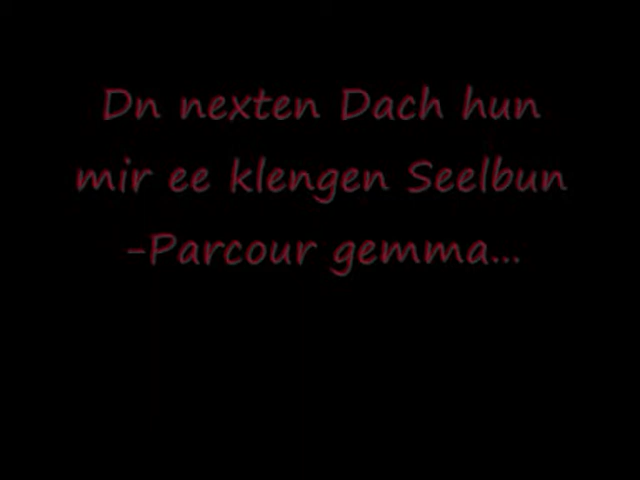 Dn nexten Dach hun
mir ee klengen Seelbun
-Parcour gemma...